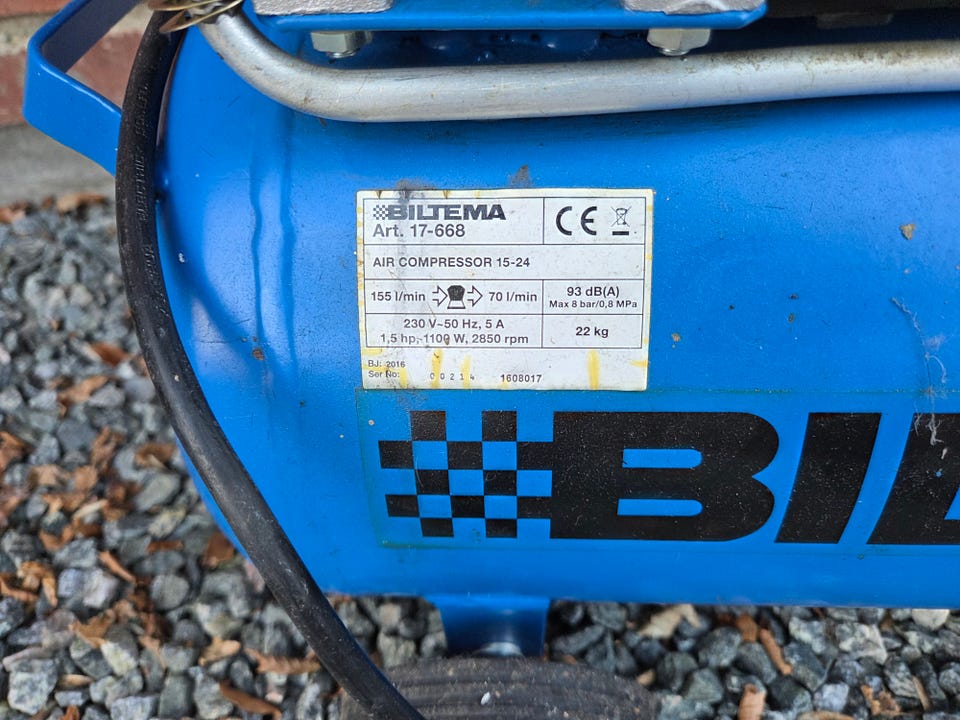 BILTEMA
Art. 17-668
AIR COMPRESSOR 15-24
155 l/min 70 l/min
93 dB(A)
Max 8 bar/0,8 MPa
230 V~50 Hz, 5 A
1,5 hp, 1100 W, 2850 rpm
22 kg
BJ: 2016
Ser No: 00214 1608017
BIL
ELECTRIC